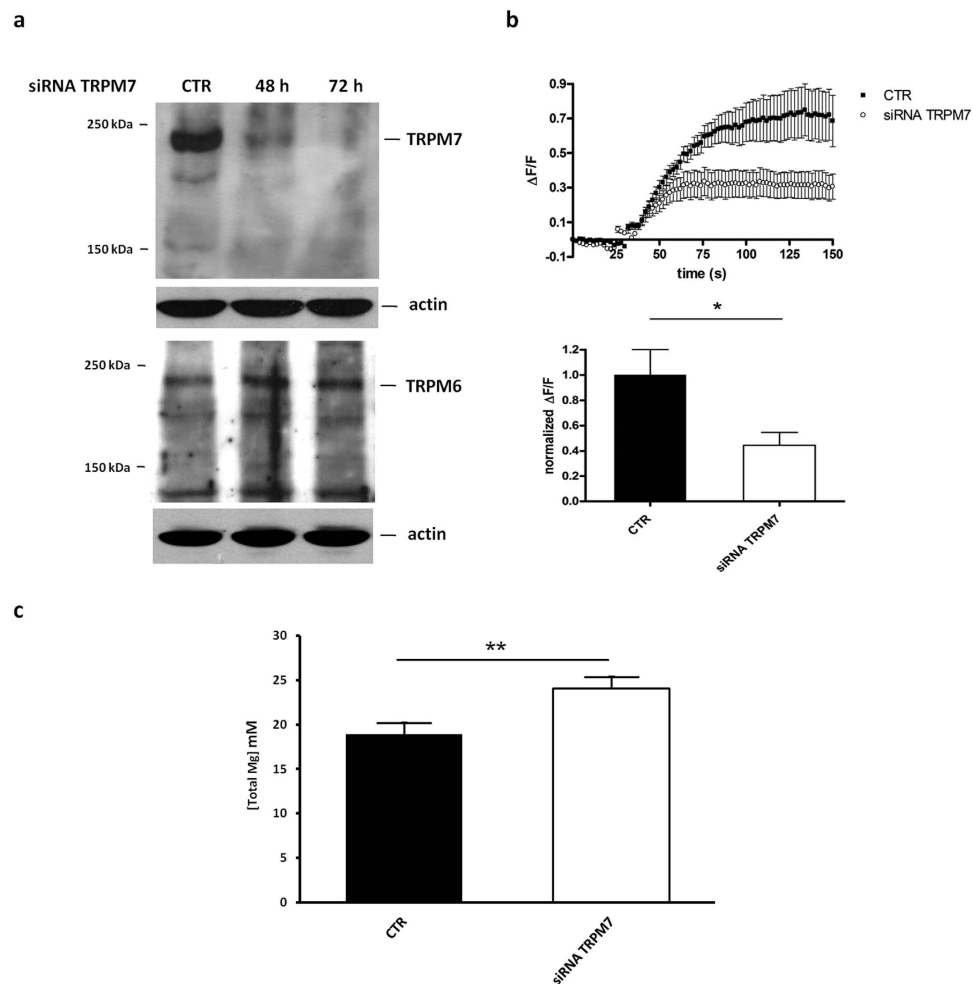 a
siRNA TRPM7 CTR 48 h 72 h
250 kDa
TRPM7
150 kDa
actin
250 kDa
TRPM6
150 kDa
actin
b
0.9
0.7
0.5
0.3
0.1
-0.1
ΔF/F
25 50 75 100 125 150
time (s)
CTR
siRNA TRPM7
*
1.2
1.0
0.8
0.6
0.4
0.2
0.0
normalized ΔF/F
CTR
siRNA TRPM7
c
30
25
20
15
10
5
0
[Total Mg] mM
**
CTR
siRNA TRPM7